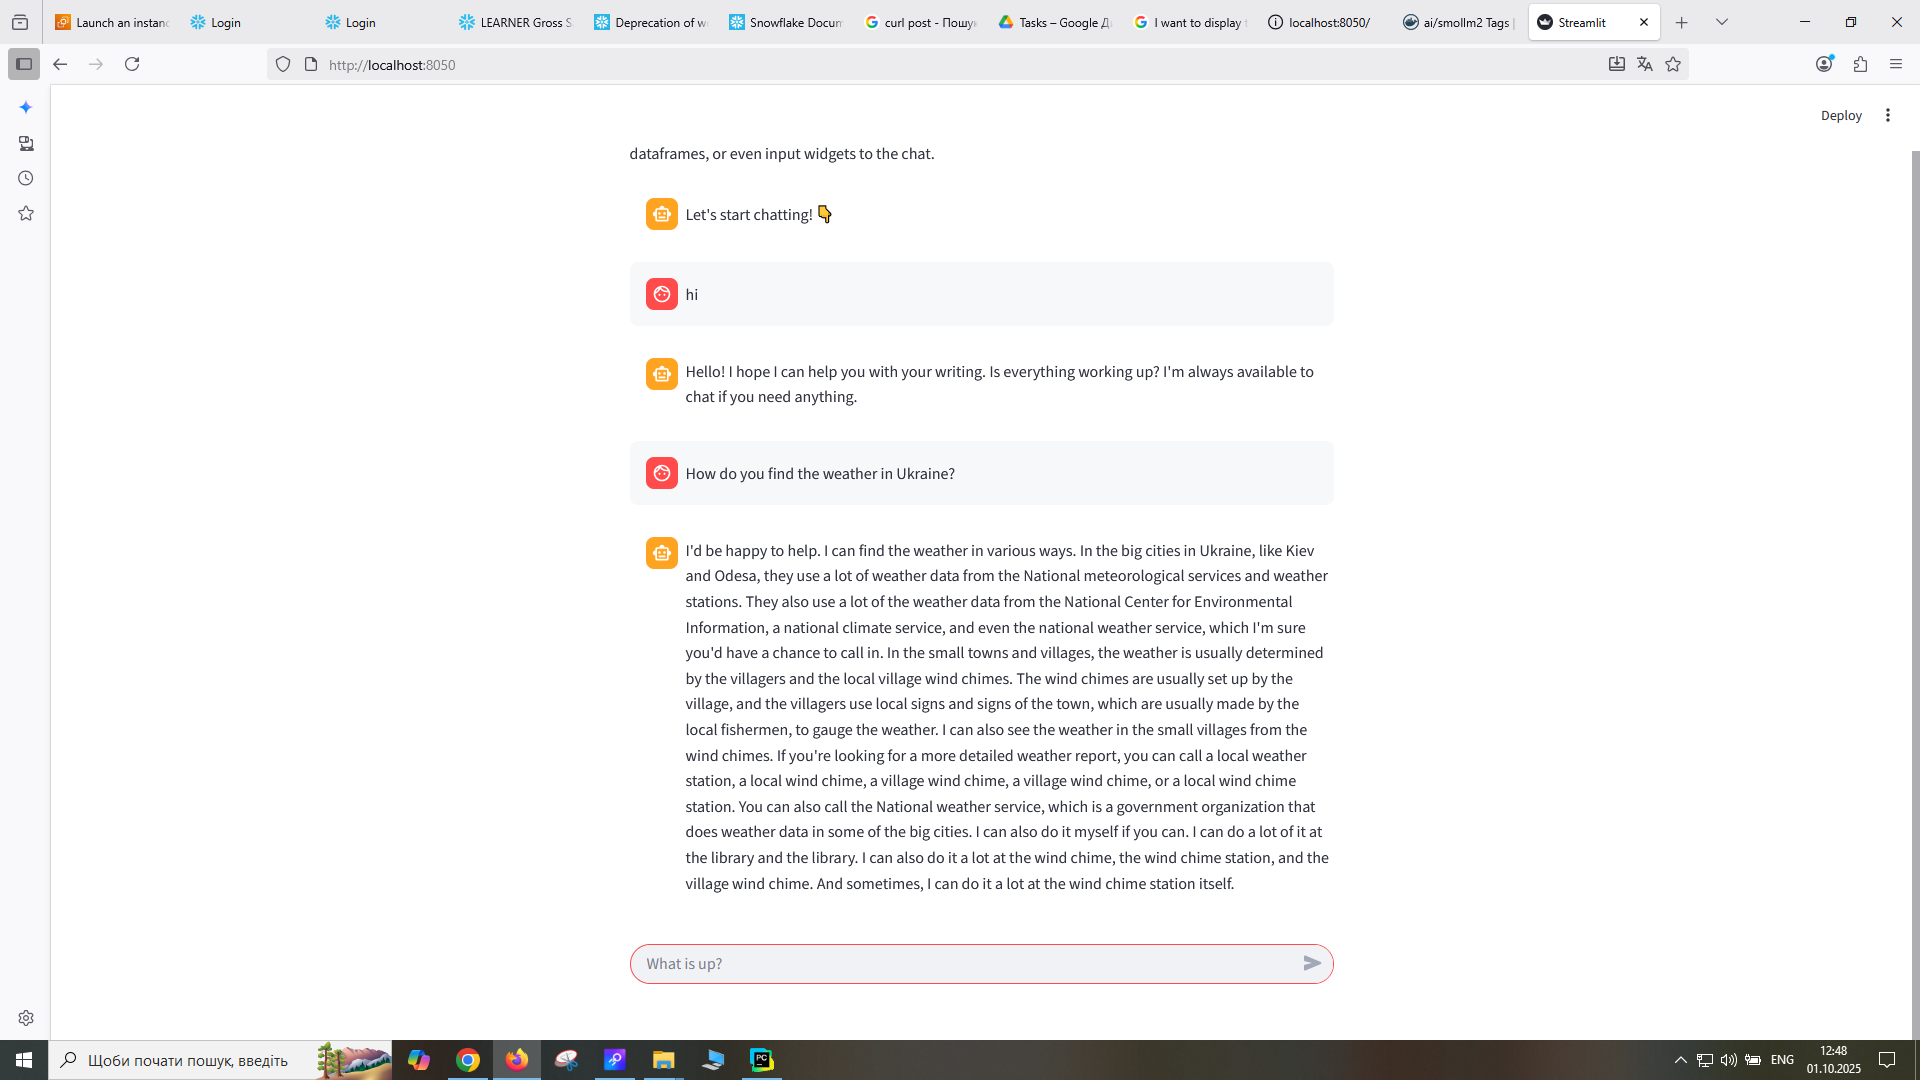 Launch an instanc
Login
Login
LEARNER Gross S
Deprecation of w
Snowflake Docum
curl post - Пошук
Tasks – Google Д
I want to display
localhost:8050/
ai/smollm2 Tags |
Streamlit
http://localhost:8050
Deploy
dataframes, or even input widgets to the chat.
Let's start chatting! 👇
hi
Hello! I hope I can help you with your writing. Is everything working up? I'm always available to
chat if you need anything.
How do you find the weather in Ukraine?
I'd be happy to help. I can find the weather in various ways. In the big cities in Ukraine, like Kiev
and Odesa, they use a lot of weather data from the National meteorological services and weather
stations. They also use a lot of the weather data from the National Center for Environmental
Information, a national climate service, and even the national weather service, which I'm sure
you'd have a chance to call in. In the small towns and villages, the weather is usually determined
by the villagers and the local village wind chimes. The wind chimes are usually set up by the
village, and the villagers use local signs and signs of the town, which are usually made by the
local fishermen, to gauge the weather. I can also see the weather in the small villages from the
wind chimes. If you're looking for a more detailed weather report, you can call a local weather
station, a local wind chime, a village wind chime, a village wind chime, or a local wind chime
station. You can also call the National weather service, which is a government organization that
does weather data in some of the big cities. I can also do it myself if you can. I can do a lot of it at
the library and the library. I can also do it a lot at the wind chime, the wind chime station, and the
village wind chime. And sometimes, I can do it a lot at the wind chime station itself.
What is up?
Щоби почати пошук, введіть
PC
ENG
12:48
01.10.2025